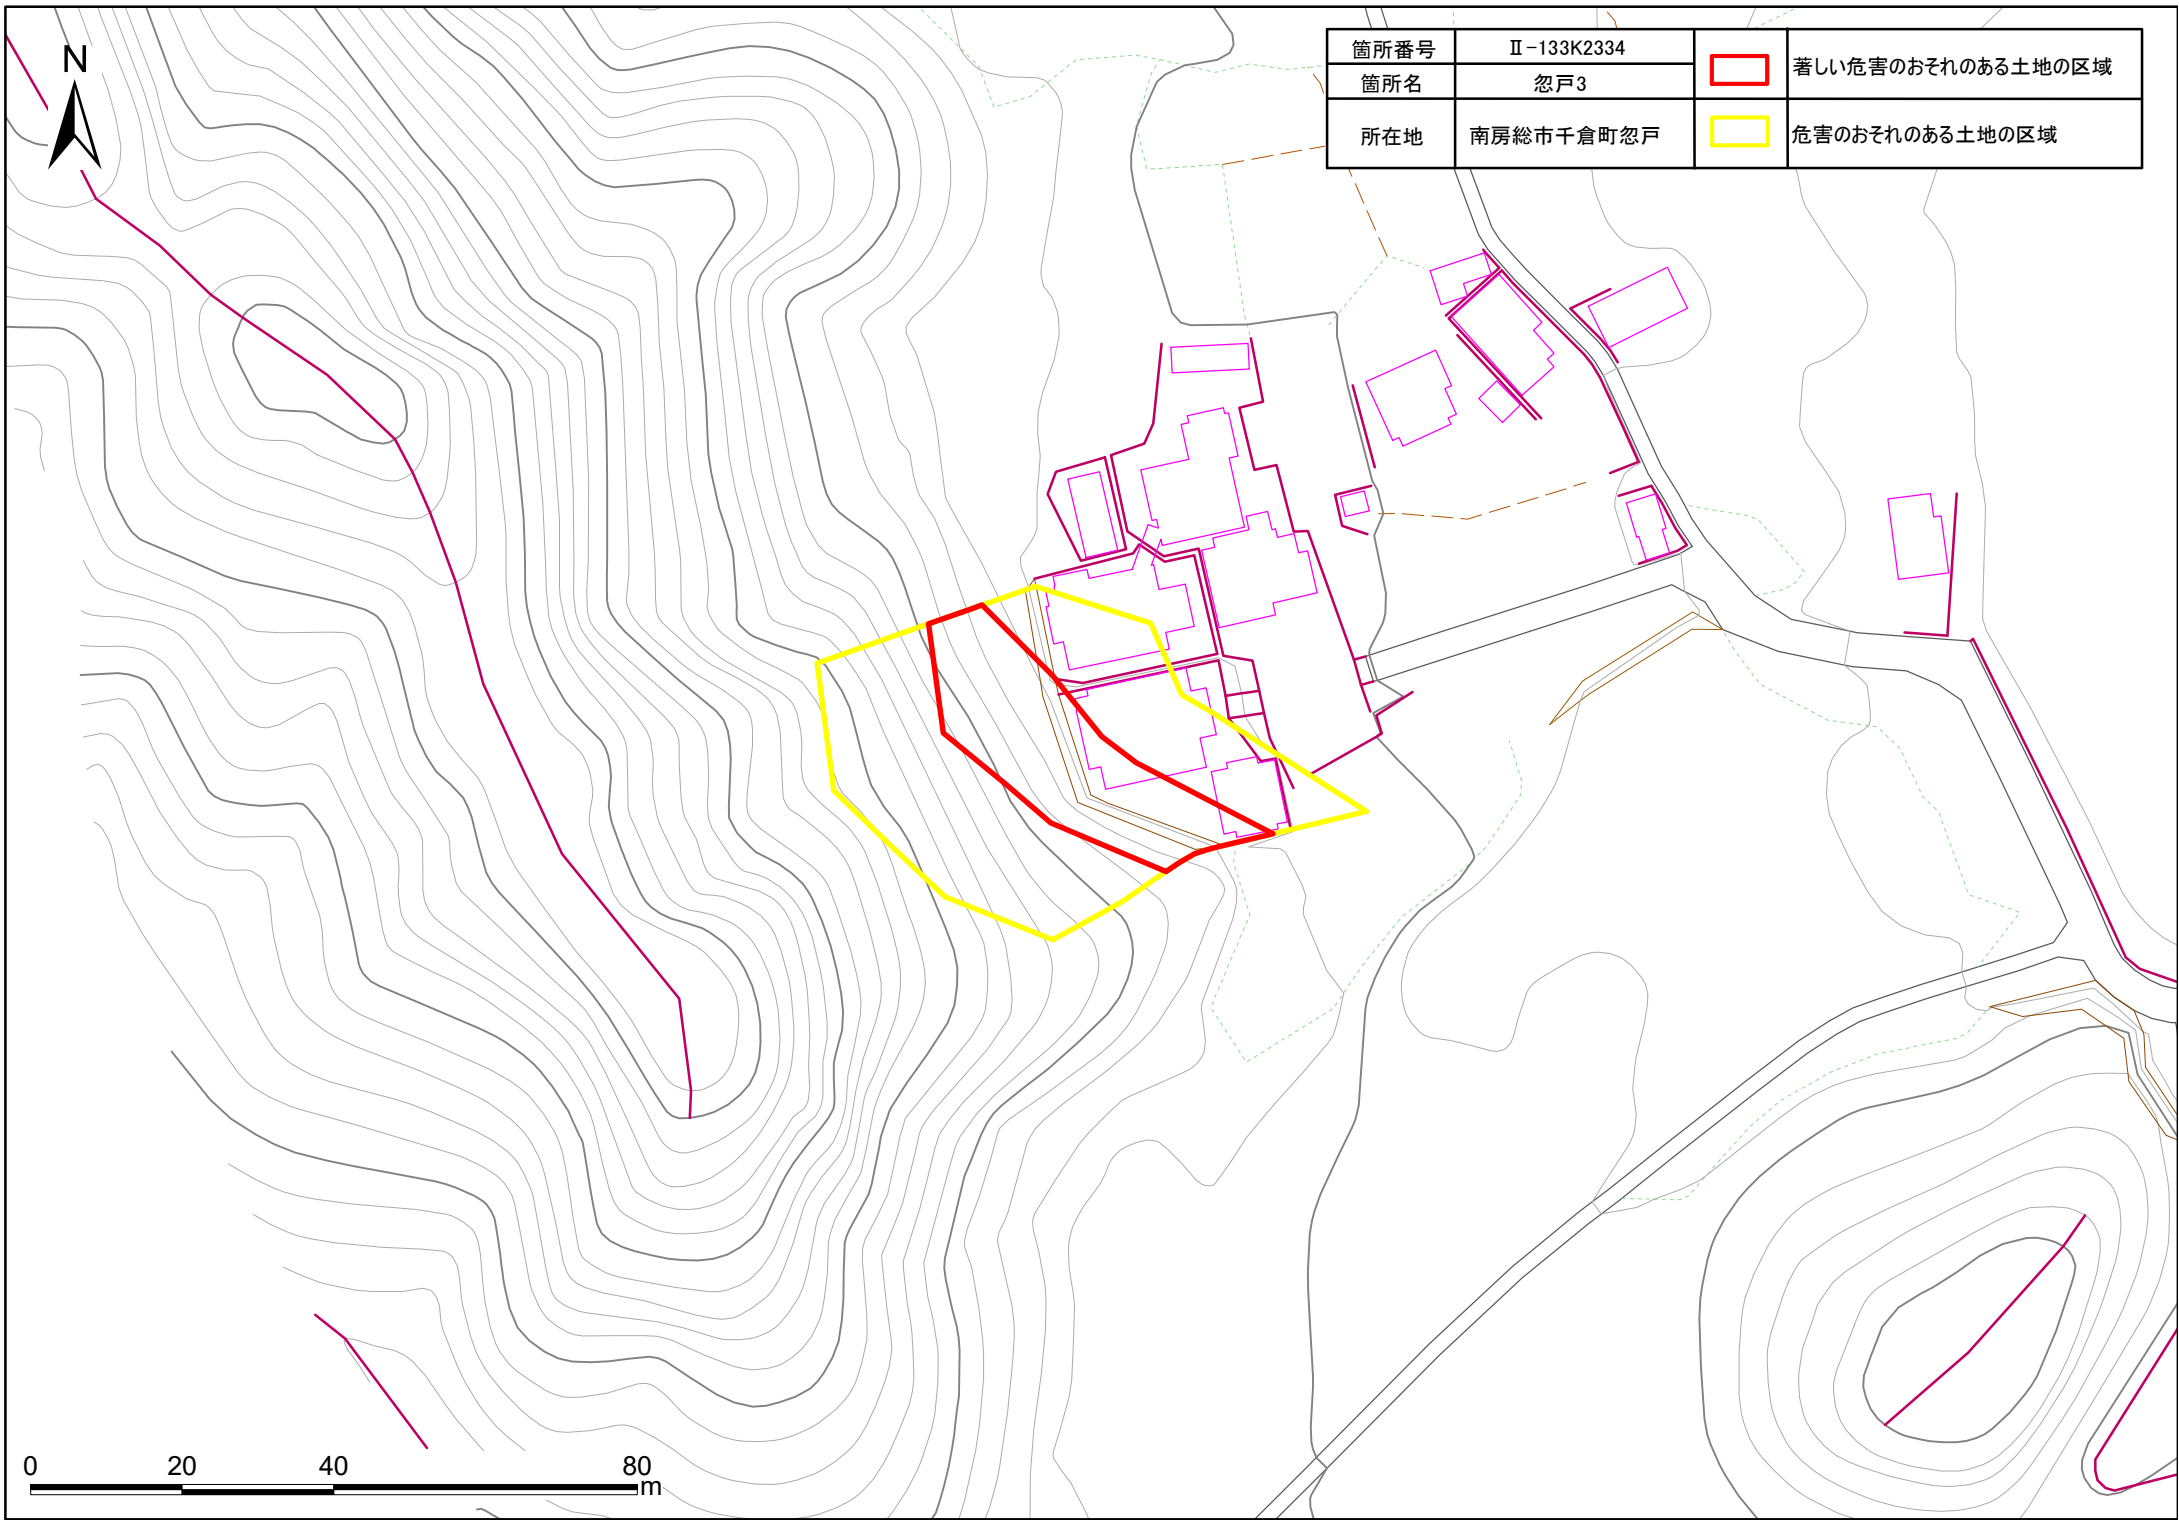 N
箇所番号 Ⅱ-133K2334
箇所名 忽戸3
所在地 南房総市千倉町忽戸
著しい危害のおそれのある土地の区域
危害のおそれのある土地の区域
0 20 40 80
m